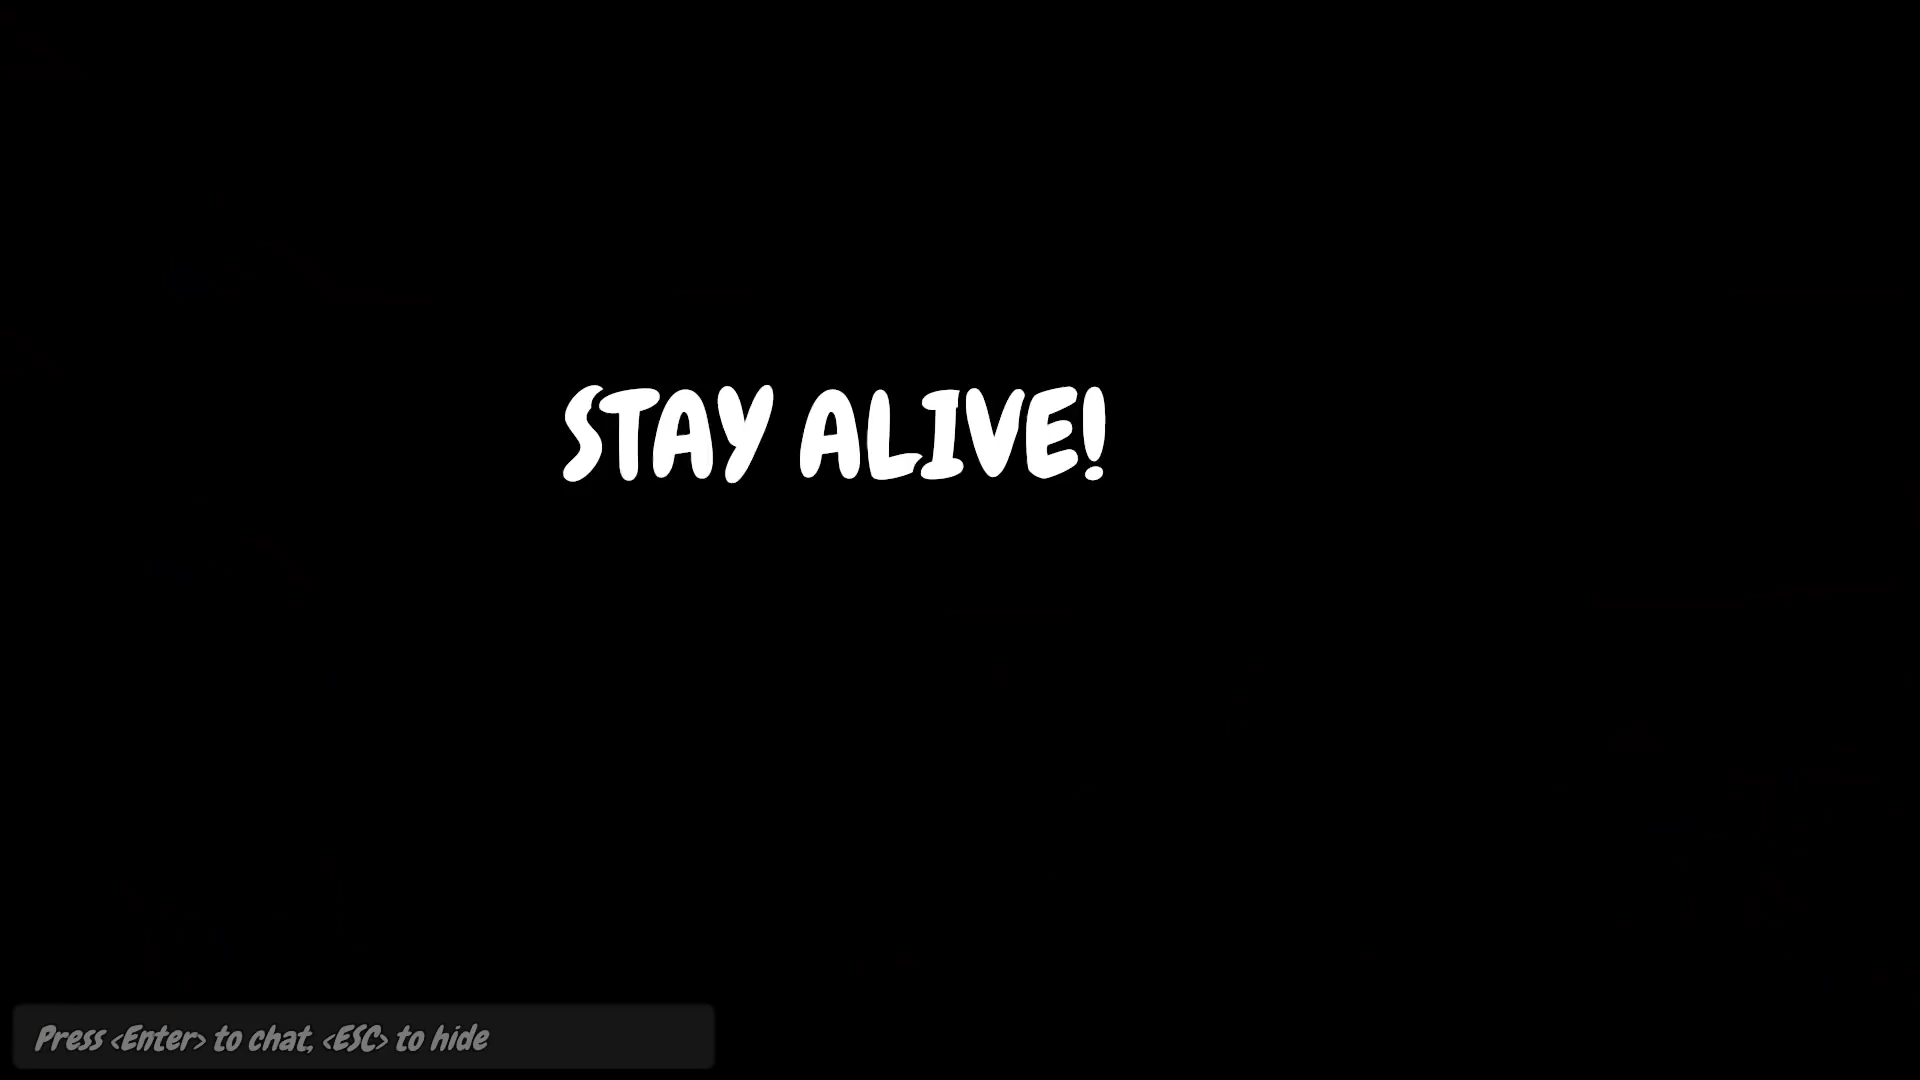 STAY ALIVE!
Press <Enter> to chat, <ESC> to hide